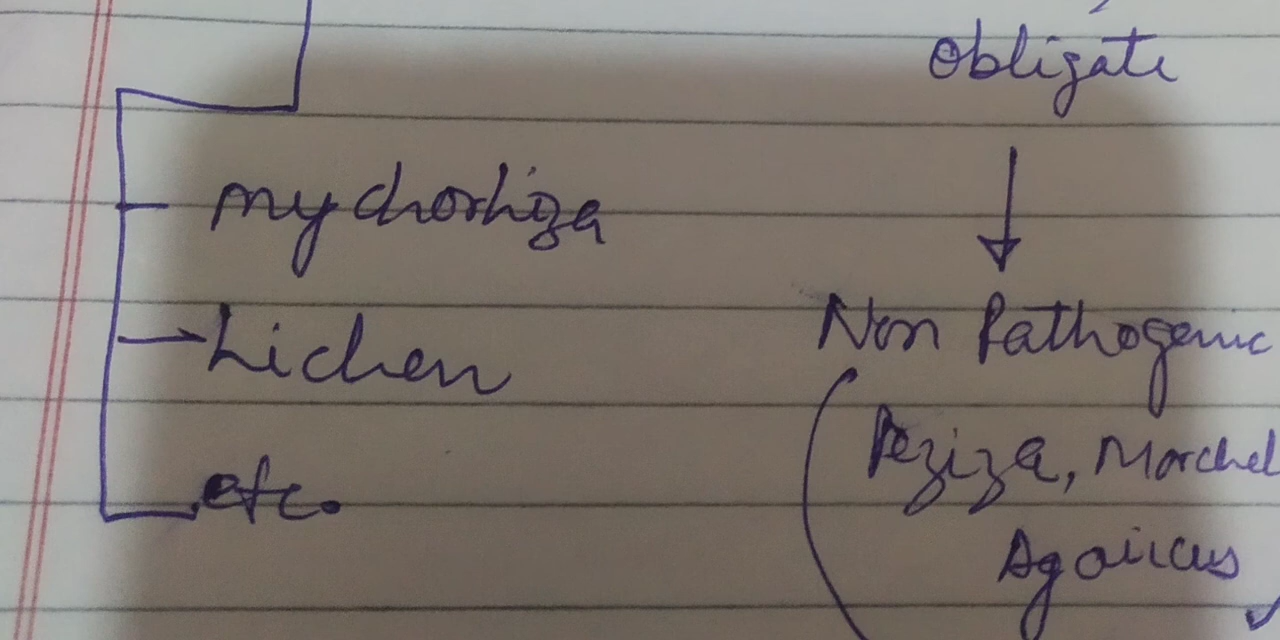 Obligate
mychorhiza
Non Pathogenic
Lichen
Peziza, Morchel
etc.
Agaricus